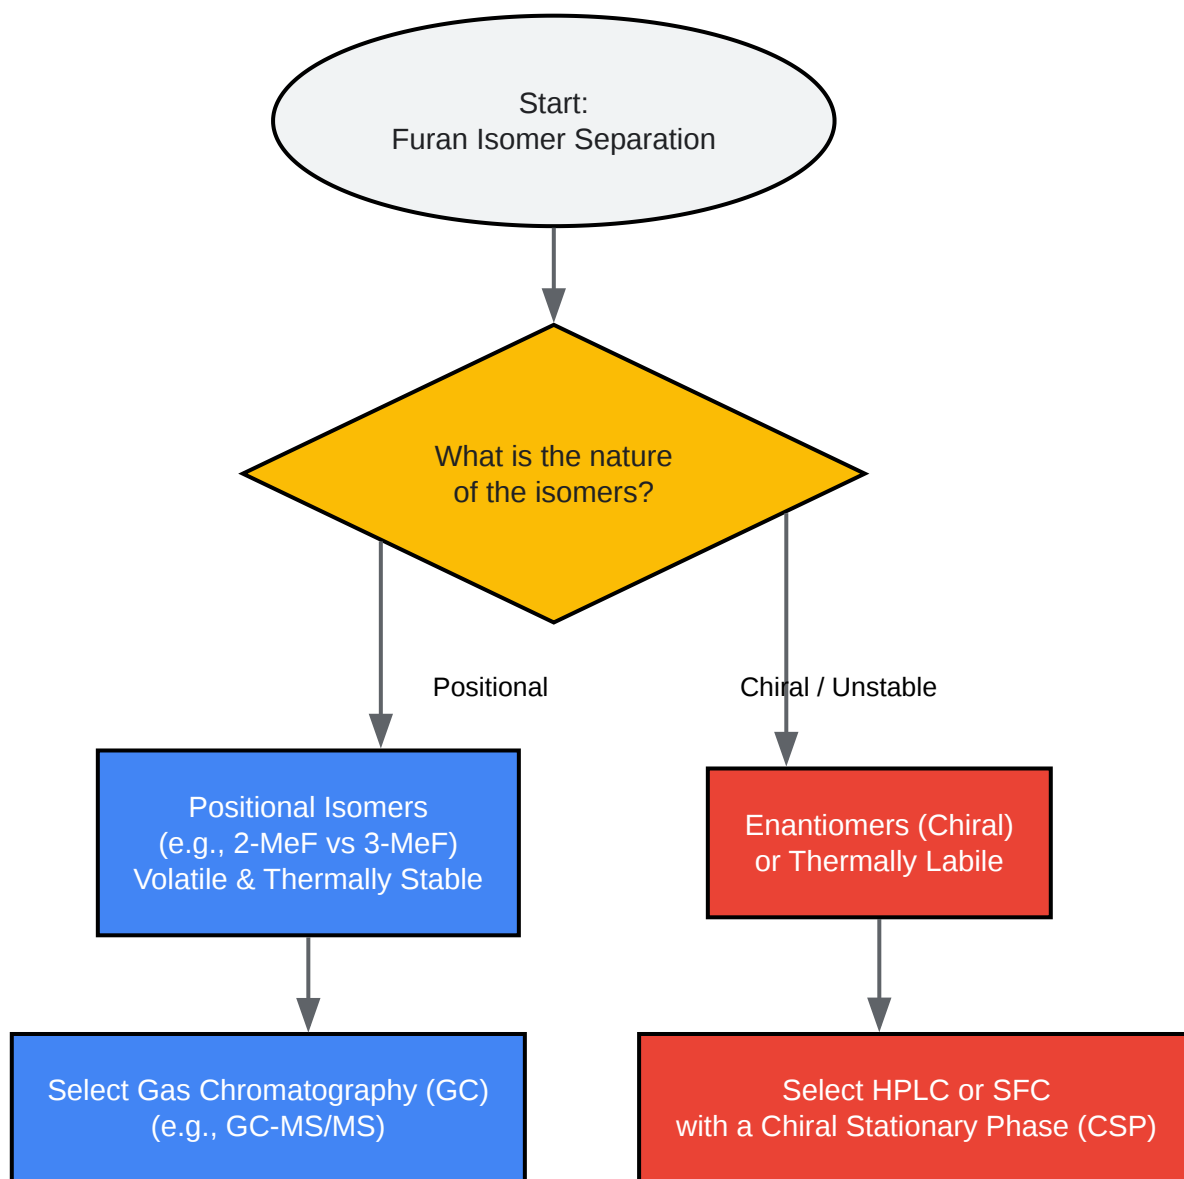 Start:
Furan Isomer Separation
What is the nature
of the isomers?
Positional
Chiral / Unstable
Positional Isomers
(e.g., 2-MeF vs 3-MeF)
Volatile & Thermally Stable
Enantiomers (Chiral)
or Thermally Labile
Select Gas Chromatography (GC)
(e.g., GC-MS/MS)
Select HPLC or SFC
with a Chiral Stationary Phase (CSP)